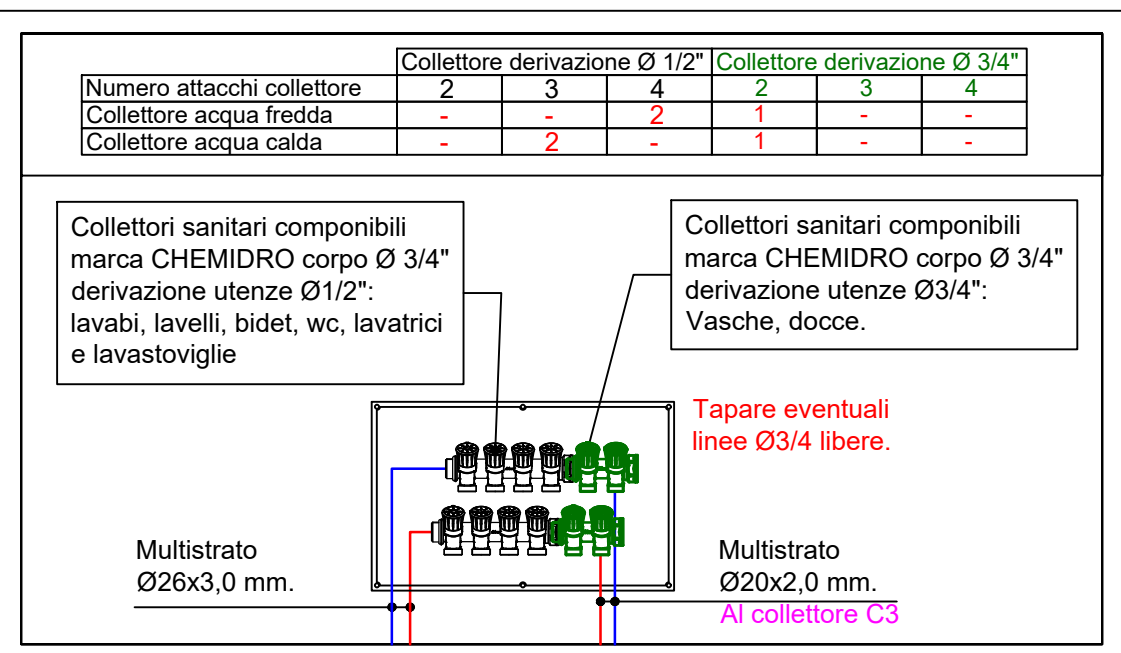 Collettore derivazione Ø 1/2" Collettore derivazione Ø 3/4"
Numero attacchi collettore 2 3 4 2 3 4
Collettore acqua fredda - - 2 1 - -
Collettore acqua calda - 2 - 1 - -
Collettori sanitari componibili
marca CHEMIDRO corpo Ø 3/4"
derivazione utenze Ø1/2":
lavabi, lavelli, bidet, wc, lavatrici
e lavastoviglie
Collettori sanitari componibili
marca CHEMIDRO corpo Ø 3/4"
derivazione utenze Ø3/4":
Vasche, docce.
Tapare eventuali
linee Ø3/4 libere.
Multistrato
Ø26x3,0 mm.
Multistrato
Ø20x2,0 mm.
Al collettore C3